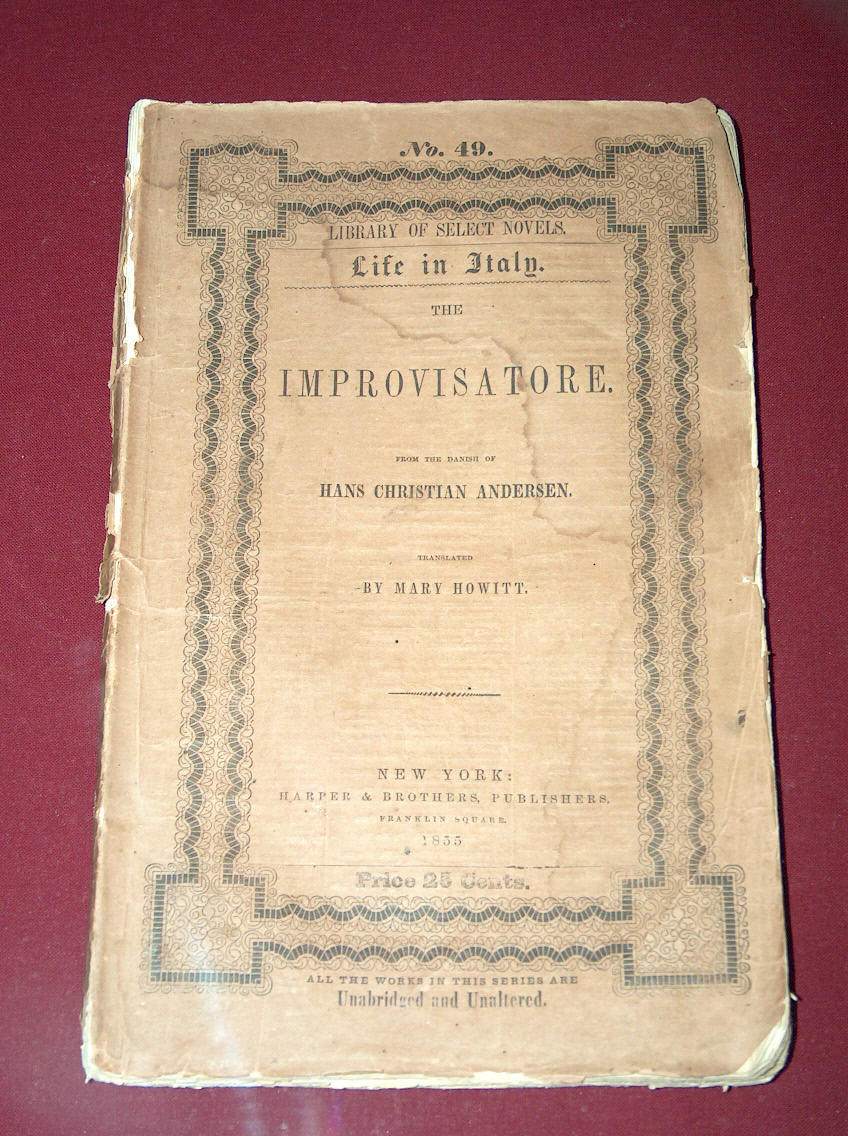 No. 49.
LIBRARY OF SELECT NOVELS.
Life in Italy.
THE
IMPROVISATORE.
FROM THE DANISH OF
HANS CHRISTIAN ANDERSEN.
TRANSLATED
BY MARY HOWITT.
NEW YORK:
HARPER & BROTHERS, PUBLISHERS,
FRANKLIN SQUARE.
1855
Price 25 Cents.
ALL THE WORKS IN THIS SERIES ARE
Unabridged and Unaltered.